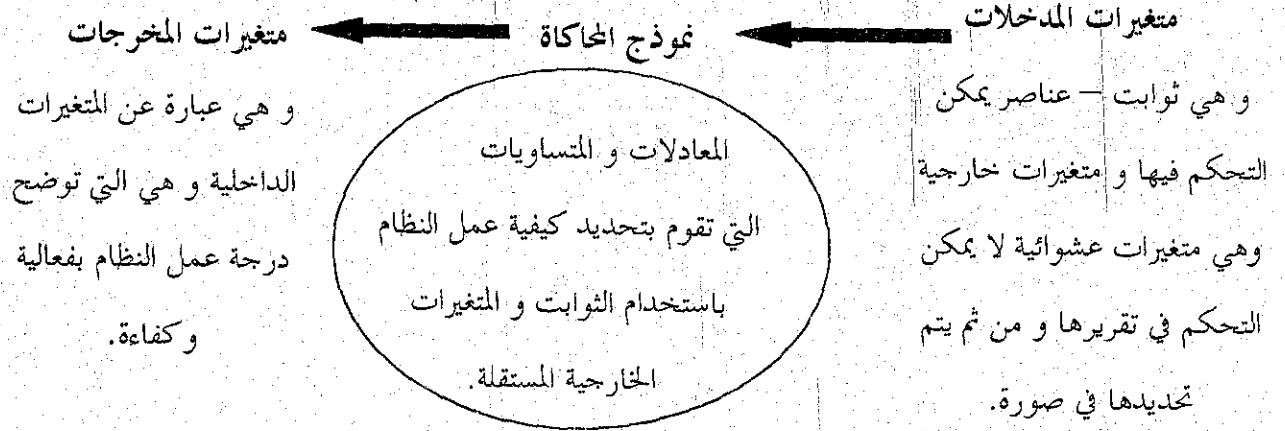 متغيرات المدخلات
و هي ثوابت – عناصر يمكن
التحكم فيها و متغيرات خارجية
وهي متغيرات عشوائية لا يمكن
التحكم في تقريرها و من ثم يتم
تحديدها في صورة.
نموذج المحاكاة
المعادلات و المتساويات
التي تقوم بتحديد كيفية عمل النظام
باستخدام الثوابت و المتغيرات
الخارجية المستقلة.
متغيرات المخرجات
و هي عبارة عن المتغيرات
الداخلية و هي التي توضح
درجة عمل النظام بفعالية
و كفاءة.